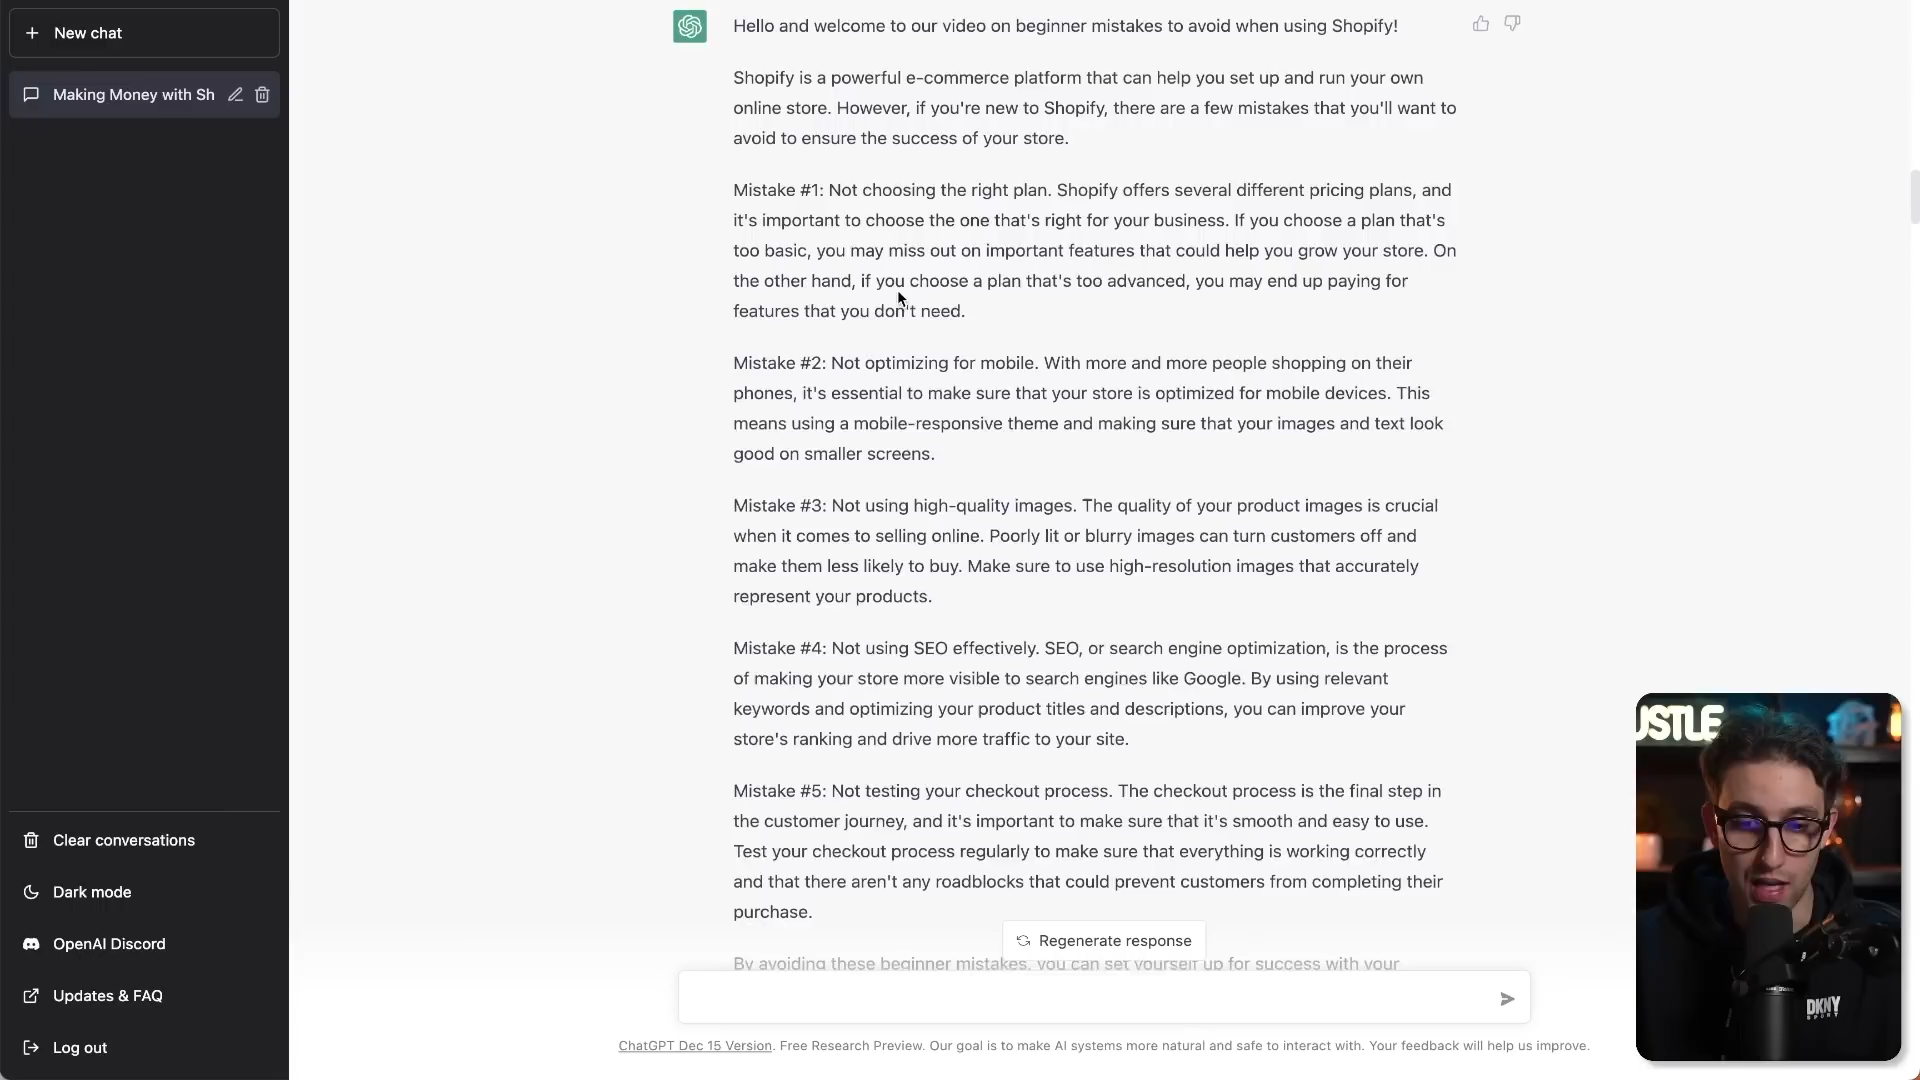 New chat
Making Money with Sh
Clear conversations
Dark mode
OpenAI Discord
Updates & FAQ
Log out
Hello and welcome to our video on beginner mistakes to avoid when using Shopify!
Shopify is a powerful e-commerce platform that can help you set up and run your own
online store. However, if you're new to Shopify, there are a few mistakes that you'll want to
avoid to ensure the success of your store.
Mistake #1: Not choosing the right plan. Shopify offers several different pricing plans, and
it's important to choose the one that's right for your business. If you choose a plan that's
too basic, you may miss out on important features that could help you grow your store. On
the other hand, if you choose a plan that's too advanced, you may end up paying for
features that you don't need.
Mistake #2: Not optimizing for mobile. With more and more people shopping on their
phones, it's essential to make sure that your store is optimized for mobile devices. This
means using a mobile-responsive theme and making sure that your images and text look
good on smaller screens.
Mistake #3: Not using high-quality images. The quality of your product images is crucial
when it comes to selling online. Poorly lit or blurry images can turn customers off and
make them less likely to buy. Make sure to use high-resolution images that accurately
represent your products.
Mistake #4: Not using SEO effectively. SEO, or search engine optimization, is the process
of making your store more visible to search engines like Google. By using relevant
keywords and optimizing your product titles and descriptions, you can improve your
store's ranking and drive more traffic to your site.
Mistake #5: Not testing your checkout process. The checkout process is the final step in
the customer journey, and it's important to make sure that it's smooth and easy to use.
Test your checkout process regularly to make sure that everything is working correctly
and that there aren't any roadblocks that could prevent customers from completing their
purchase.
Regenerate response
By avoiding these beginner mistakes, you can set yourself up for success with your
ChatGPT Dec 15 Version. Free Research Preview. Our goal is to make AI systems more natural and safe to interact with. Your feedback will help us improve.
USTLE
DKNY
SPORT